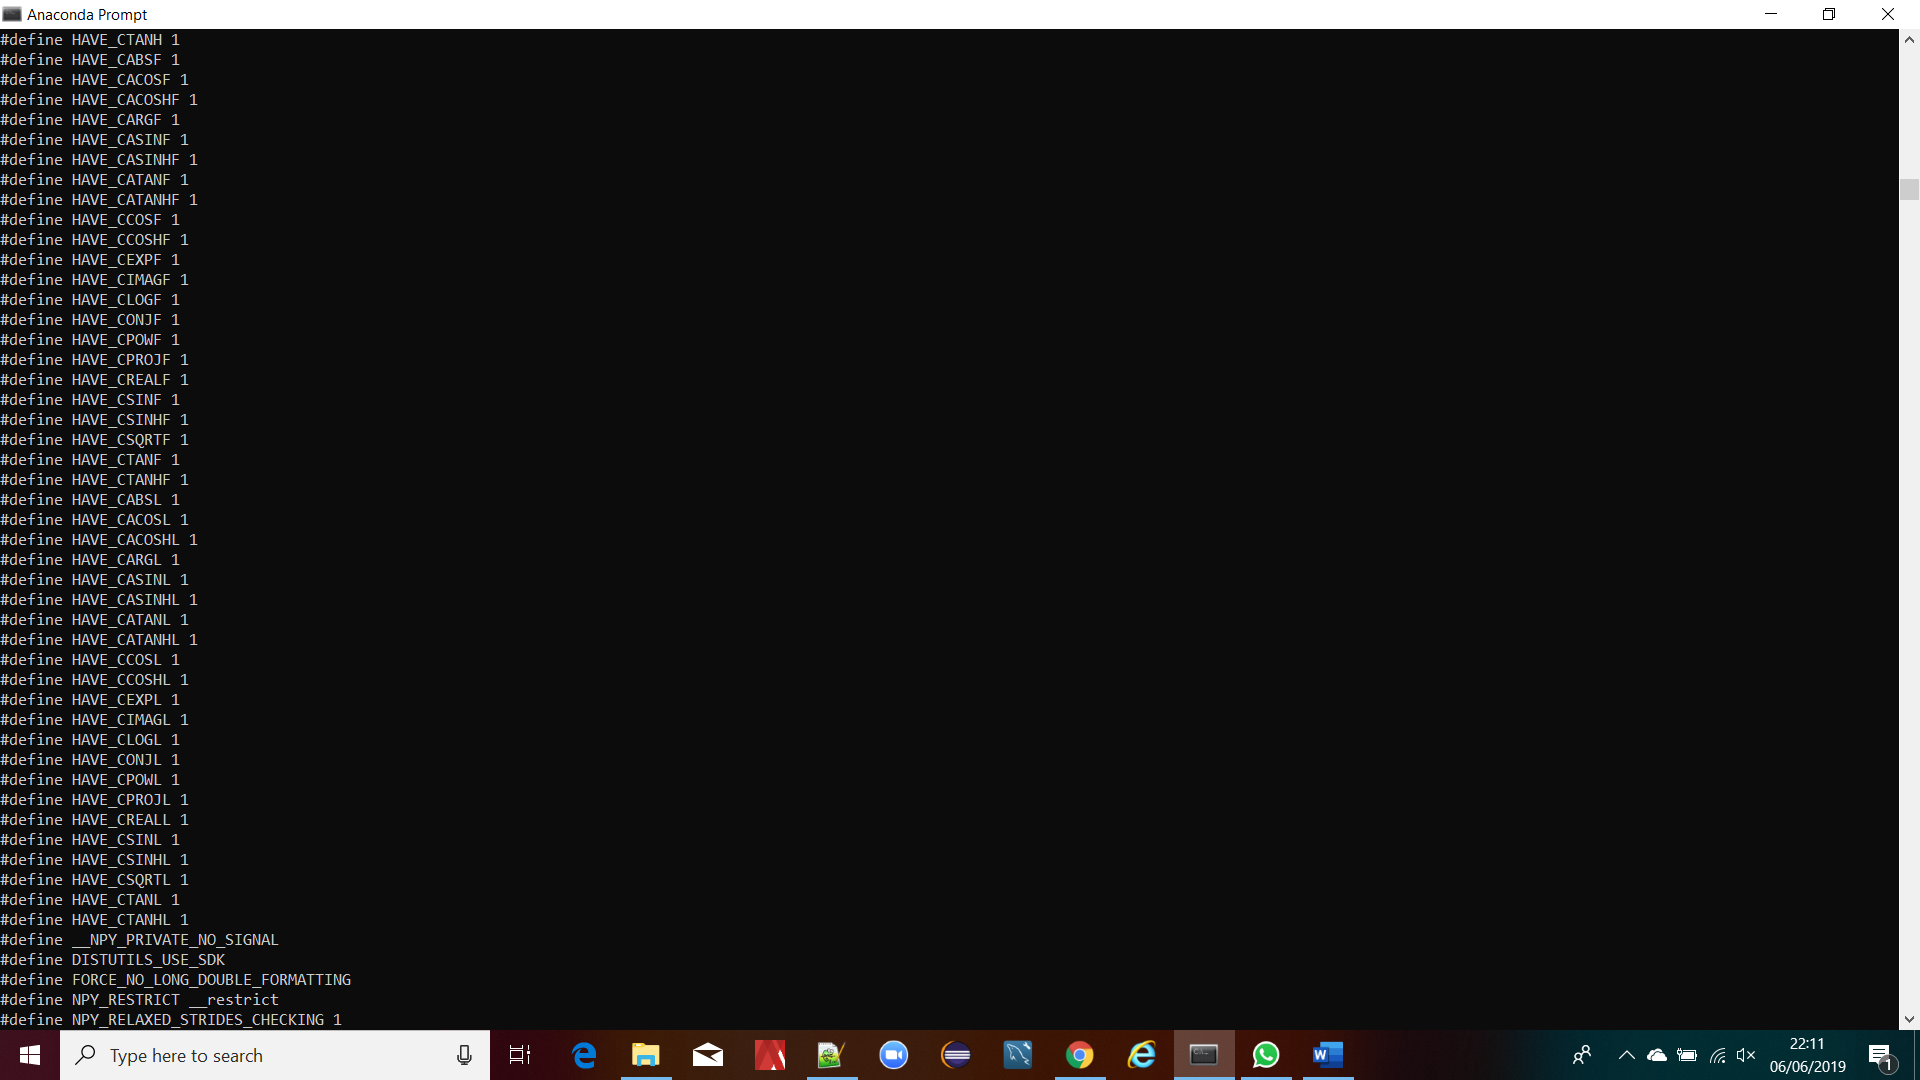 Anaconda Prompt
#define HAVE_CTANH 1
#define HAVE_CABSF 1
#define HAVE_CACOSF 1
#define HAVE_CACOSHF 1
#define HAVE_CARGF 1
#define HAVE_CASINF 1
#define HAVE_CASINHF 1
#define HAVE_CATANF 1
#define HAVE_CATANHF 1
#define HAVE_CCOSF 1
#define HAVE_CCOSHF 1
#define HAVE_CEXPF 1
#define HAVE_CIMAGF 1
#define HAVE_CLOGF 1
#define HAVE_CONJF 1
#define HAVE_CPOWF 1
#define HAVE_CPROJF 1
#define HAVE_CREALF 1
#define HAVE_CSINF 1
#define HAVE_CSINHF 1
#define HAVE_CSQRTF 1
#define HAVE_CTANF 1
#define HAVE_CTANHF 1
#define HAVE_CABSL 1
#define HAVE_CACOSL 1
#define HAVE_CACOSHL 1
#define HAVE_CARGL 1
#define HAVE_CASINL 1
#define HAVE_CASINHL 1
#define HAVE_CATANL 1
#define HAVE_CATANHL 1
#define HAVE_CCOSL 1
#define HAVE_CCOSHL 1
#define HAVE_CEXPL 1
#define HAVE_CIMAGL 1
#define HAVE_CLOGL 1
#define HAVE_CONJL 1
#define HAVE_CPOWL 1
#define HAVE_CPROJL 1
#define HAVE_CREALL 1
#define HAVE_CSINL 1
#define HAVE_CSINHL 1
#define HAVE_CSQRTL 1
#define HAVE_CTANL 1
#define HAVE_CTANHL 1
#define __NPY_PRIVATE_NO_SIGNAL
#define DISTUTILS_USE_SDK
#define FORCE_NO_LONG_DOUBLE_FORMATTING
#define NPY_RESTRICT __restrict
#define NPY_RELAXED_STRIDES_CHECKING 1
Type here to search
22:11
06/06/2019
1